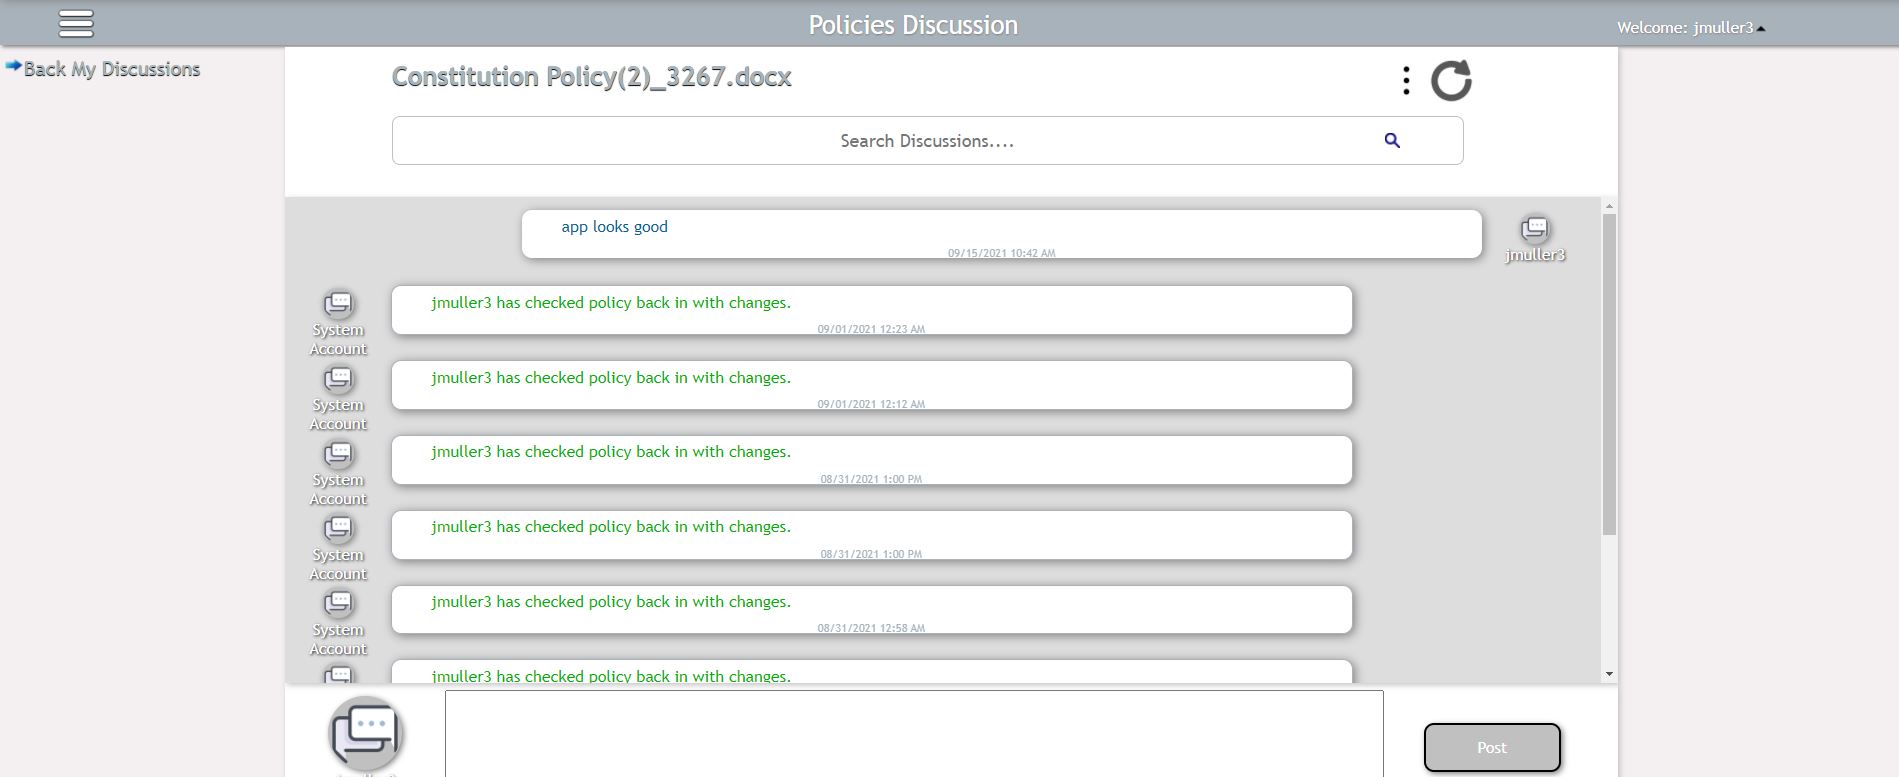 Policies Discussion
Welcome: jmuller3
Back My Discussions
Constitution Policy(2)_3267.docx
Search Discussions....
app looks good
09/15/2021 10:42 AM
jmuller3
jmuller3 has checked policy back in with changes.
09/01/2021 12:23 AM
System
Account
jmuller3 has checked policy back in with changes.
09/01/2021 12:12 AM
System
Account
jmuller3 has checked policy back in with changes.
08/31/2021 1:00 PM
System
Account
jmuller3 has checked policy back in with changes.
08/31/2021 1:00 PM
System
Account
jmuller3 has checked policy back in with changes.
08/31/2021 12:58 AM
System
Account
jmuller3 has checked policy back in with changes.
Post